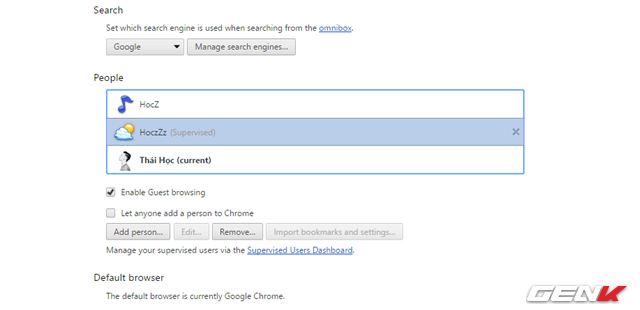 Search
Set which search engine is used when searching from the omnibox.
Google Manage search engines...
People
HocZ
HoczZz (Supervised)
Thái Học (current)
Enable Guest browsing
Let anyone add a person to Chrome
Add person... Edit... Remove... Import bookmarks and settings...
Manage your supervised users via the Supervised Users Dashboard.
Default browser
The default browser is currently Google Chrome.
GENK